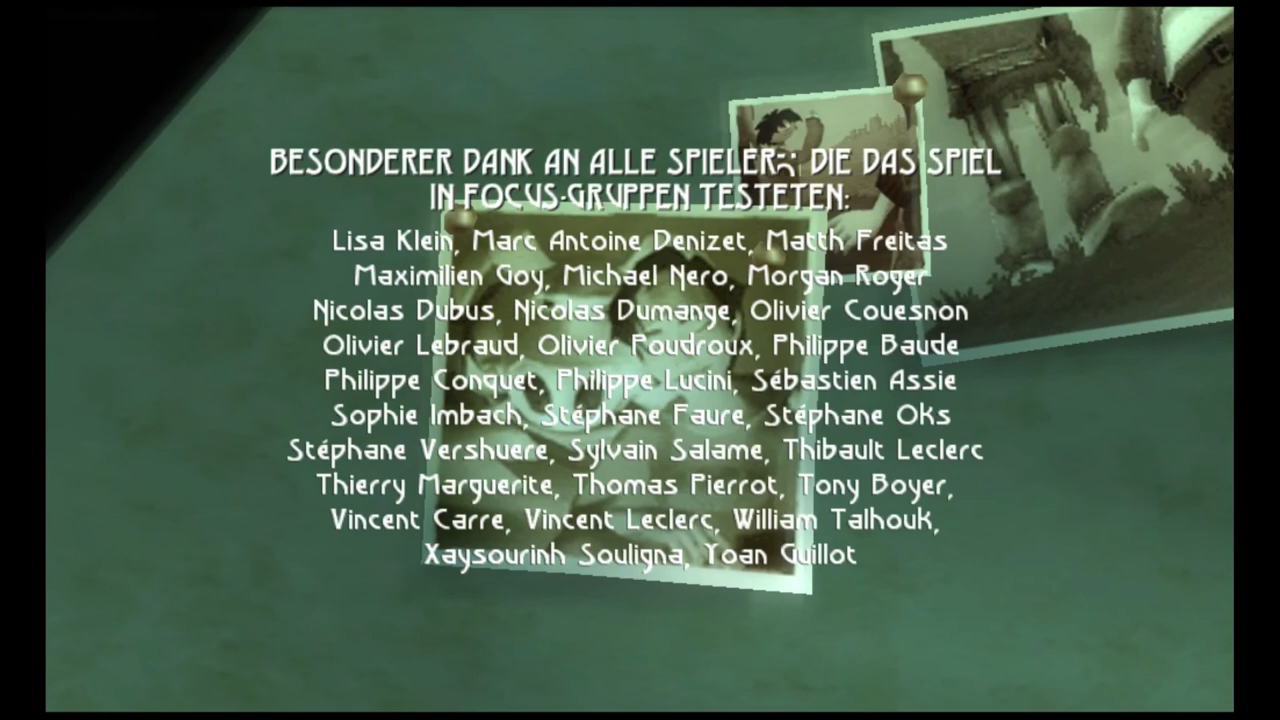 BESONDERER DANK AN ALLE SPIELER, DIE DAS SPIEL
IN FOCUS-GRUPPEN TESTETEN:
Lisa Klein, Marc Antoine Denizet, Matth Freitas
Maximilien Goy, Michael Nero, Morgan Roger
Nicolas Dubus, Nicolas Dumange, Olivier Couesnon
Olivier Lebraud, Olivier Poudroux, Philippe Baude
Philippe Conquet, Philippe Lucini, Sébastien Assie
Sophie Imbach, Stéphane Faure, Stéphane Oks
Stéphane Vershuere, Sylvain Salame, Thibault Leclerc
Thierry Marguerite, Thomas Pierrot, Tony Boyer,
Vincent Carre, Vincent Leclerc, William Talhouk,
Xaysourinh Souligna, Yoan Guillot